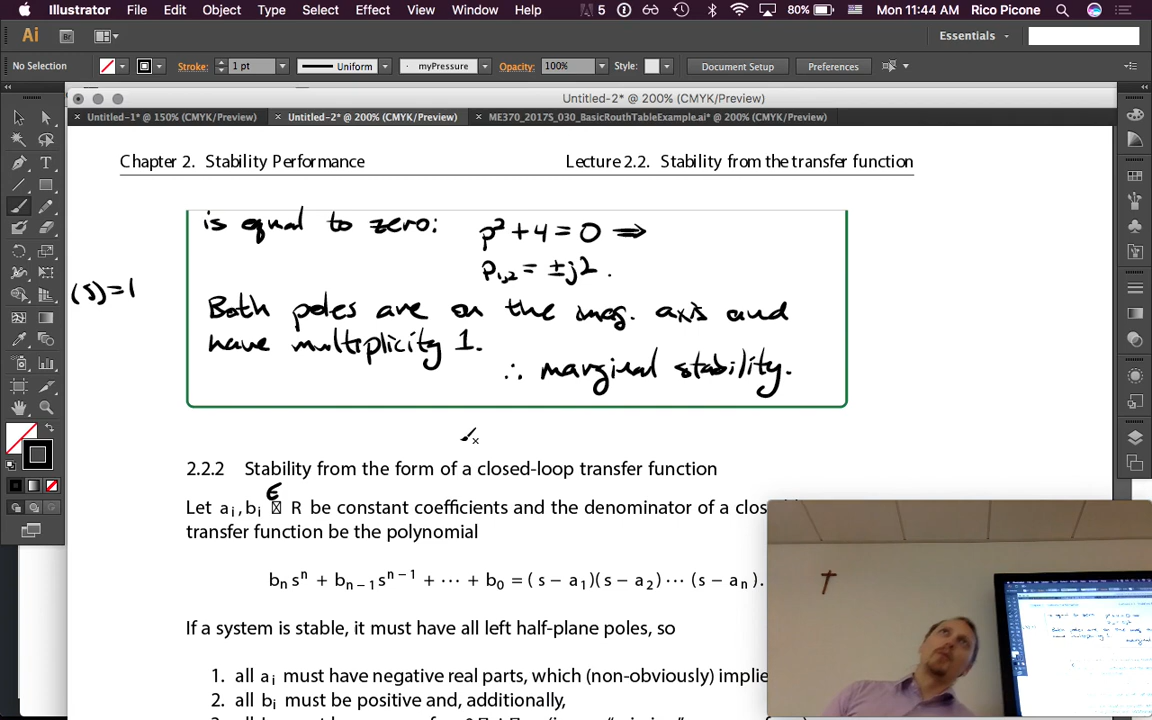 Illustrator File Edit Object Type Select Effect View Window Help 5 80% Mon 11:44 AM Rico Picone
Ai Br Essentials
No Selection Stroke: 1 pt Uniform myPressure Opacity: 100% Style: Document Setup Preferences
Untitled-2* @ 200% (CMYK/Preview)
Untitled-1* @ 150% (CMYK/Preview) Untitled-2* @ 200% (CMYK/Preview) ME370_2017S_030_BasicRouthTableExample.ai* @ 200% (CMYK/Preview)
Chapter 2. Stability Performance Lecture 2.2. Stability from the transfer function
is equal to zero: p² + 4 = 0 ⇒
p₁,₂ = ± j2 .
(s)=1
Both poles are on the imag. axis and
have multiplicity 1.
∴ marginal stability.
2.2.2 Stability from the form of a closed-loop transfer function
∈
Let aᵢ, bᵢ R be constant coefficients and the denominator of a
transfer function be the polynomial
bₙsⁿ + bₙ₋₁sⁿ⁻¹ + ⋯ + b₀ = (s − a₁)(s − a₂) ⋯ (s − aₙ).
If a system is stable, it must have all left half-plane poles, so
1. all aᵢ must have negative real parts, which (non-obviously) implie
2. all bᵢ must be positive and, additionally,